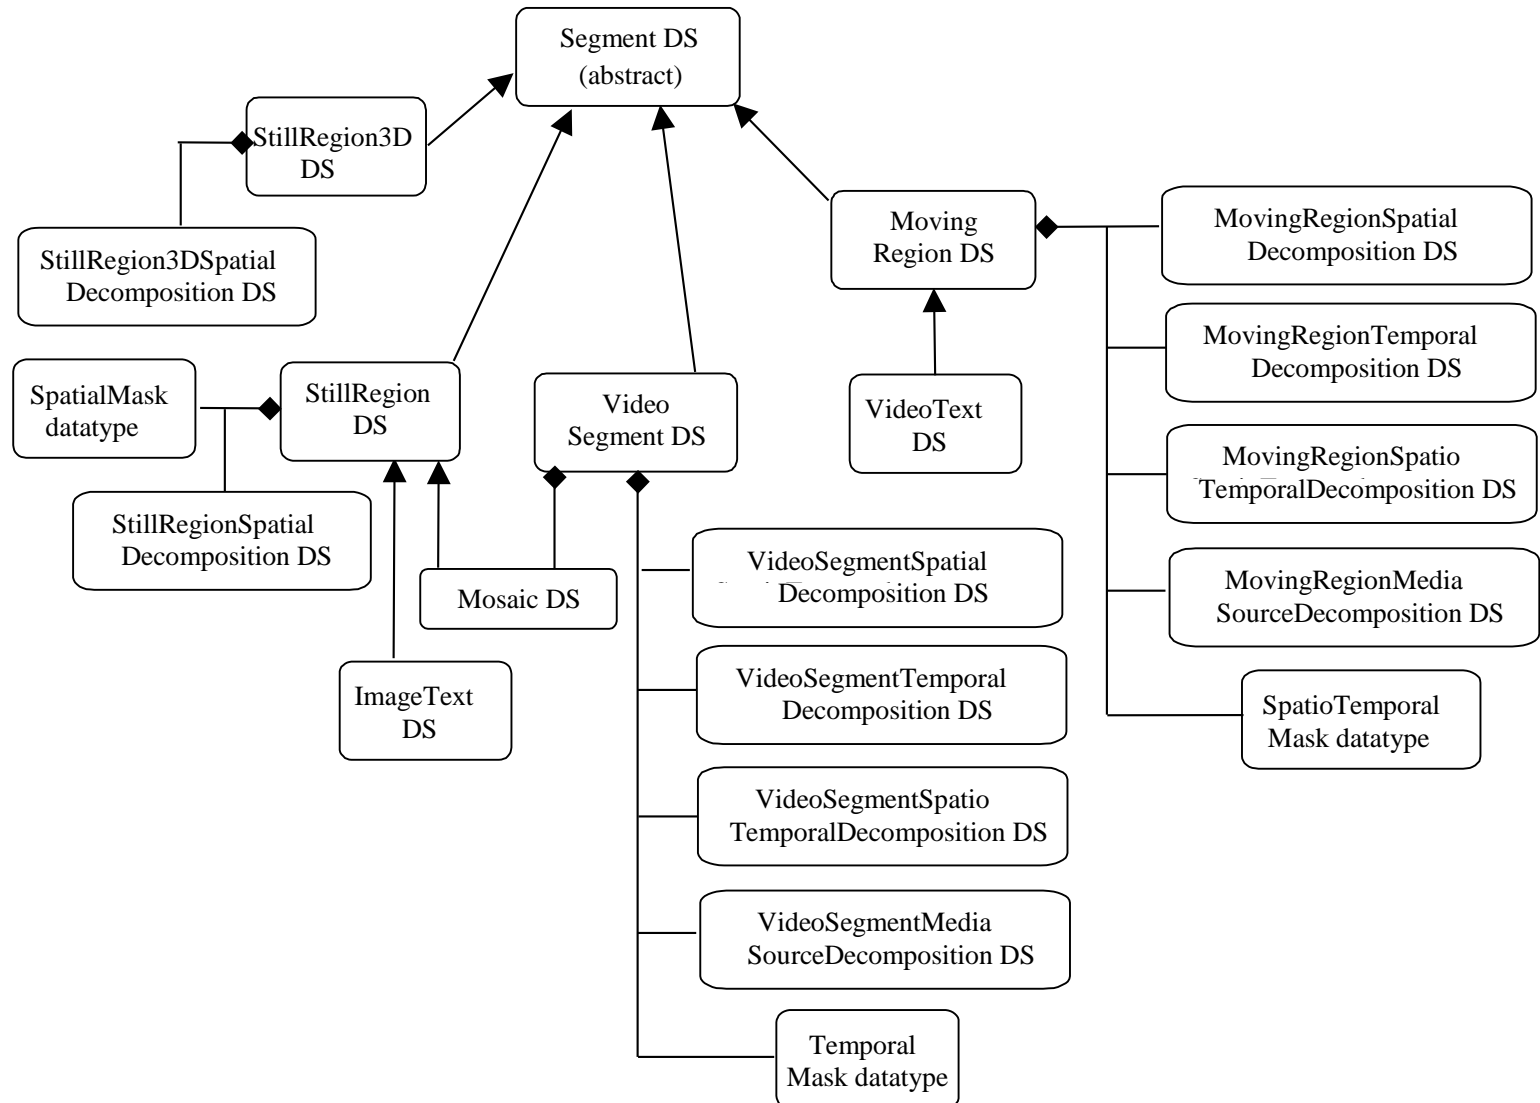 Segment DS
(abstract)
StillRegion3D
DS
StillRegion3DSpatial
Decomposition DS
Moving
Region DS
MovingRegionSpatial
Decomposition DS
MovingRegionTemporal
Decomposition DS
SpatialMask
datatype
StillRegion
DS
Video
Segment DS
VideoText
DS
MovingRegionSpatio
TemporalDecomposition DS
StillRegionSpatial
Decomposition DS
VideoSegmentSpatial
Decomposition DS
MovingRegionMedia
SourceDecomposition DS
Mosaic DS
ImageText
DS
VideoSegmentTemporal
Decomposition DS
SpatioTemporal
Mask datatype
VideoSegmentSpatio
TemporalDecomposition DS
VideoSegmentMedia
SourceDecomposition DS
Temporal
Mask datatype